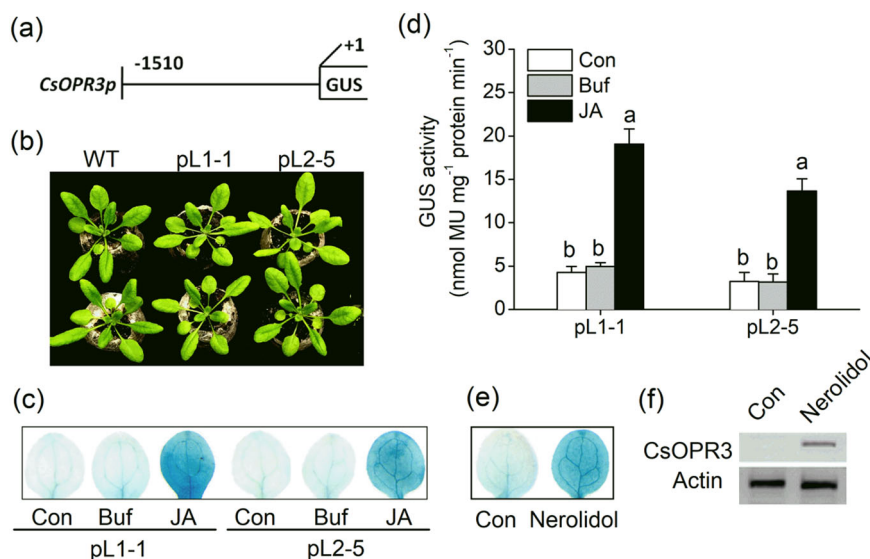 (a)
+1
-1510
CsOPR3p
GUS
(b)
WT pL1-1 pL2-5
(c)
Con Buf JA Con Buf JA
pL1-1 pL2-5
(d)
GUS activity
(nmol MU mg⁻¹ protein min⁻¹)
30
25
20
15
10
5
0
Con
Buf
JA
b b a
b b a
pL1-1 pL2-5
(e)
Con Nerolidol
(f)
Con Nerolidol
CsOPR3
Actin